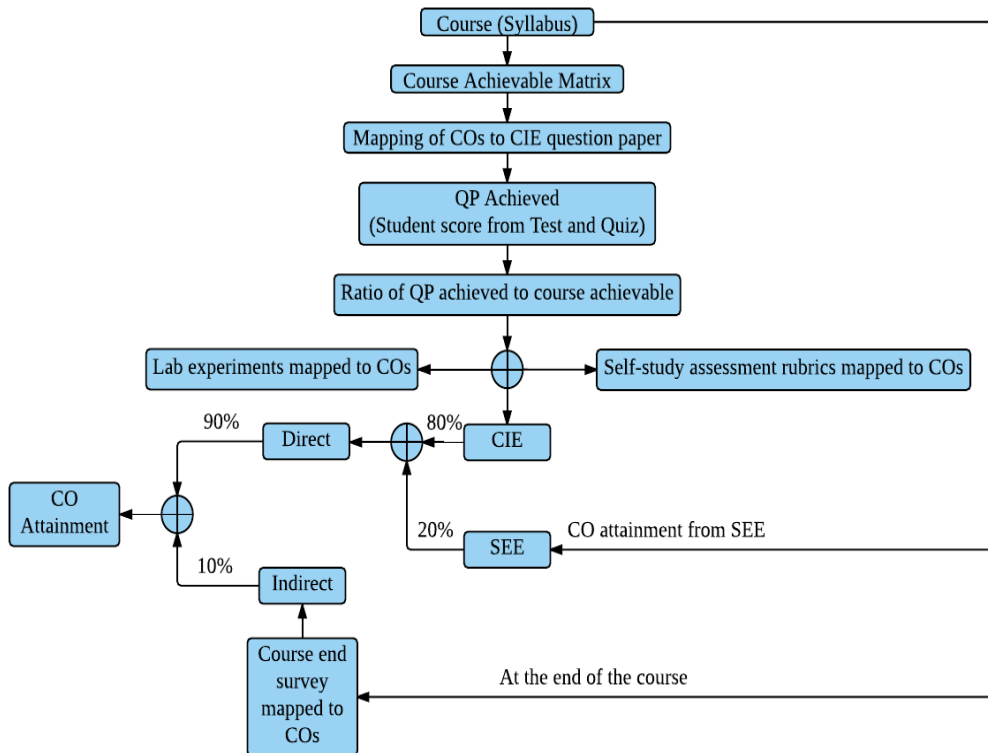 Course (Syllabus)
Course Achievable Matrix
Mapping of COs to CIE question paper
QP Achieved
(Student score from Test and Quiz)
Ratio of QP achieved to course achievable
Lab experiments mapped to COs
Self-study assessment rubrics mapped to COs
90%
Direct
80%
CIE
CO
Attainment
20%
SEE
CO attainment from SEE
10%
Indirect
Course end
survey
mapped to
COs
At the end of the course